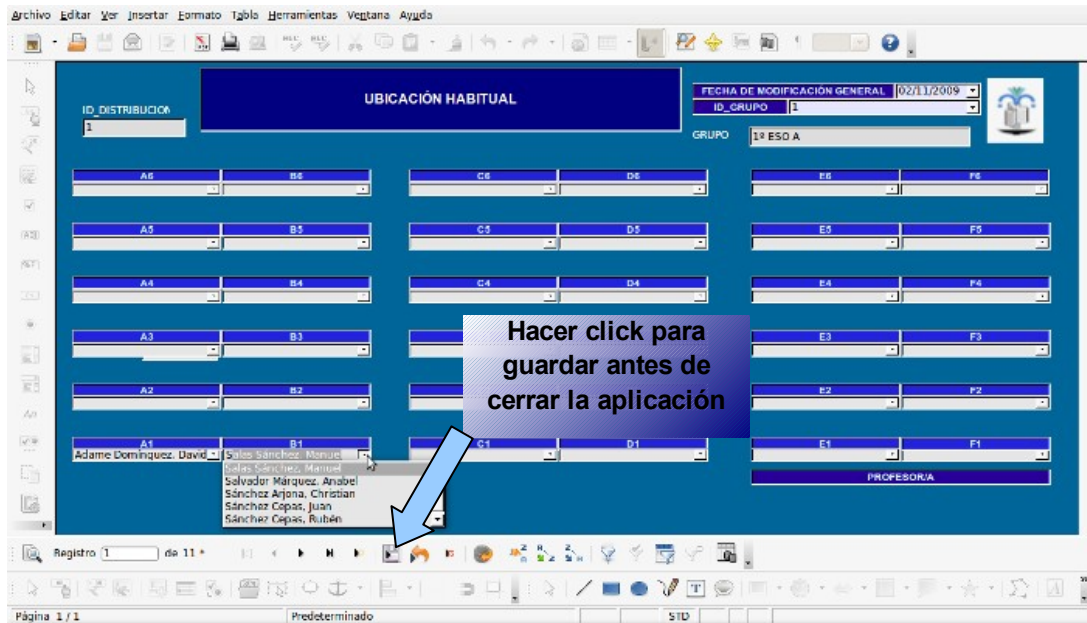 Archivo Editar Ver Insertar Formato Tabla Herramientas Ventana Ayuda
UBICACIÓN HABITUAL
FECHA DE MODIFICACIÓN GENERAL 02/11/2009
ID_DISTRIBUCION
ID_GRUPO 1
1
GRUPO 1º ESO A
A6 B6 C6 D6 E6 F6
A5 B5 C5 D5 E5 F5
A4 B4 C4 D4 E4 F4
A3 B3 E3 F3
Hacer click para
guardar antes de
cerrar la aplicación
A2 B2 E2 F2
A1 B1 C1 D1 E1 F1
Adame Domínguez, David Salas Sánchez, Manuel
Salas Sánchez, Manuel
Salvador Márquez, Anabel
Sánchez Arjona, Christian
Sánchez Cepas, Juan
Sánchez Cepas, Rubén
PROFESOR/A
Registro 1 de 11 *
Página 1 / 1 Predeterminado STD